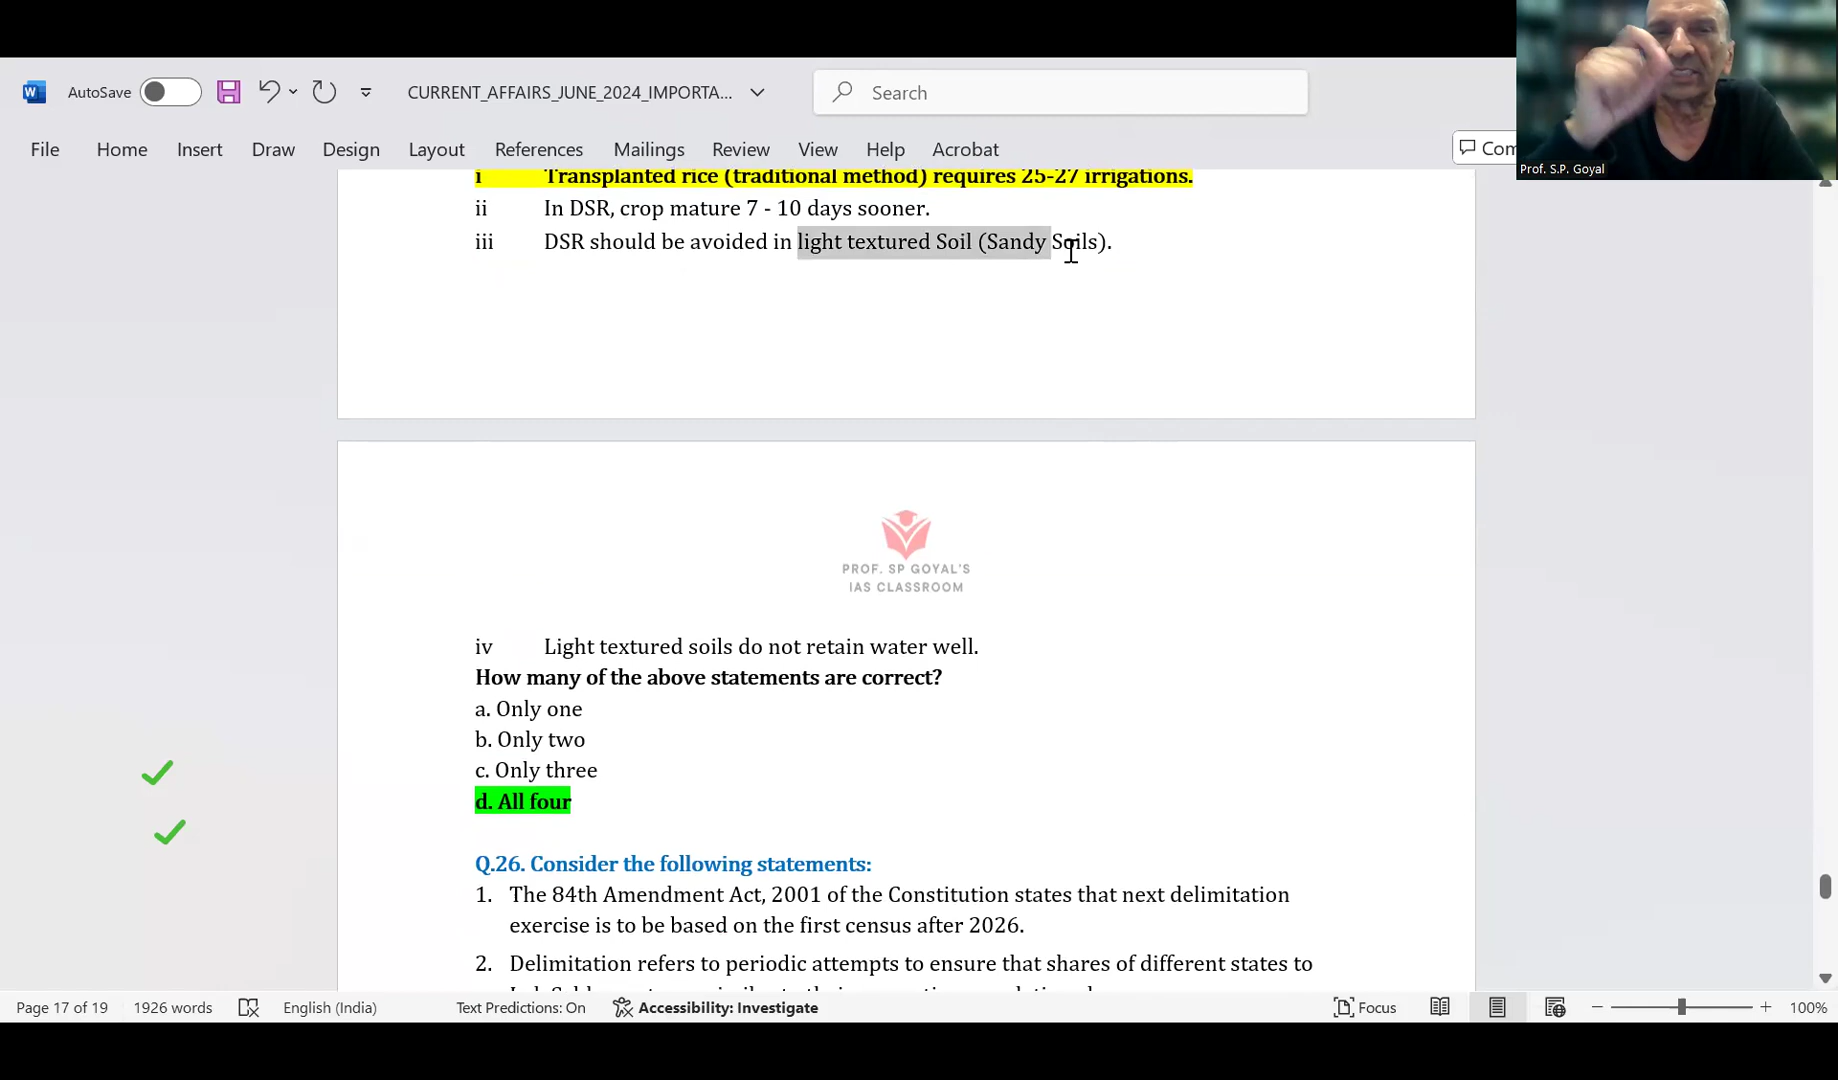 AutoSave
CURRENT_AFFAIRS_JUNE_2024_IMPORTA...
Search
File Home Insert Draw Design Layout References Mailings Review View Help Acrobat
Com
Prof. S.P. Goyal
i Transplanted rice (traditional method) requires 25-27 irrigations.
ii In DSR, crop mature 7 - 10 days sooner.
iii DSR should be avoided in light textured Soil (Sandy Soils).
PROF. SP GOYAL'S
IAS CLASSROOM
iv Light textured soils do not retain water well.
How many of the above statements are correct?
a. Only one
b. Only two
c. Only three
d. All four
Q.26. Consider the following statements:
1. The 84th Amendment Act, 2001 of the Constitution states that next delimitation
exercise is to be based on the first census after 2026.
2. Delimitation refers to periodic attempts to ensure that shares of different states to
Page 17 of 19 1926 words English (India) Text Predictions: On Accessibility: Investigate Focus 100%